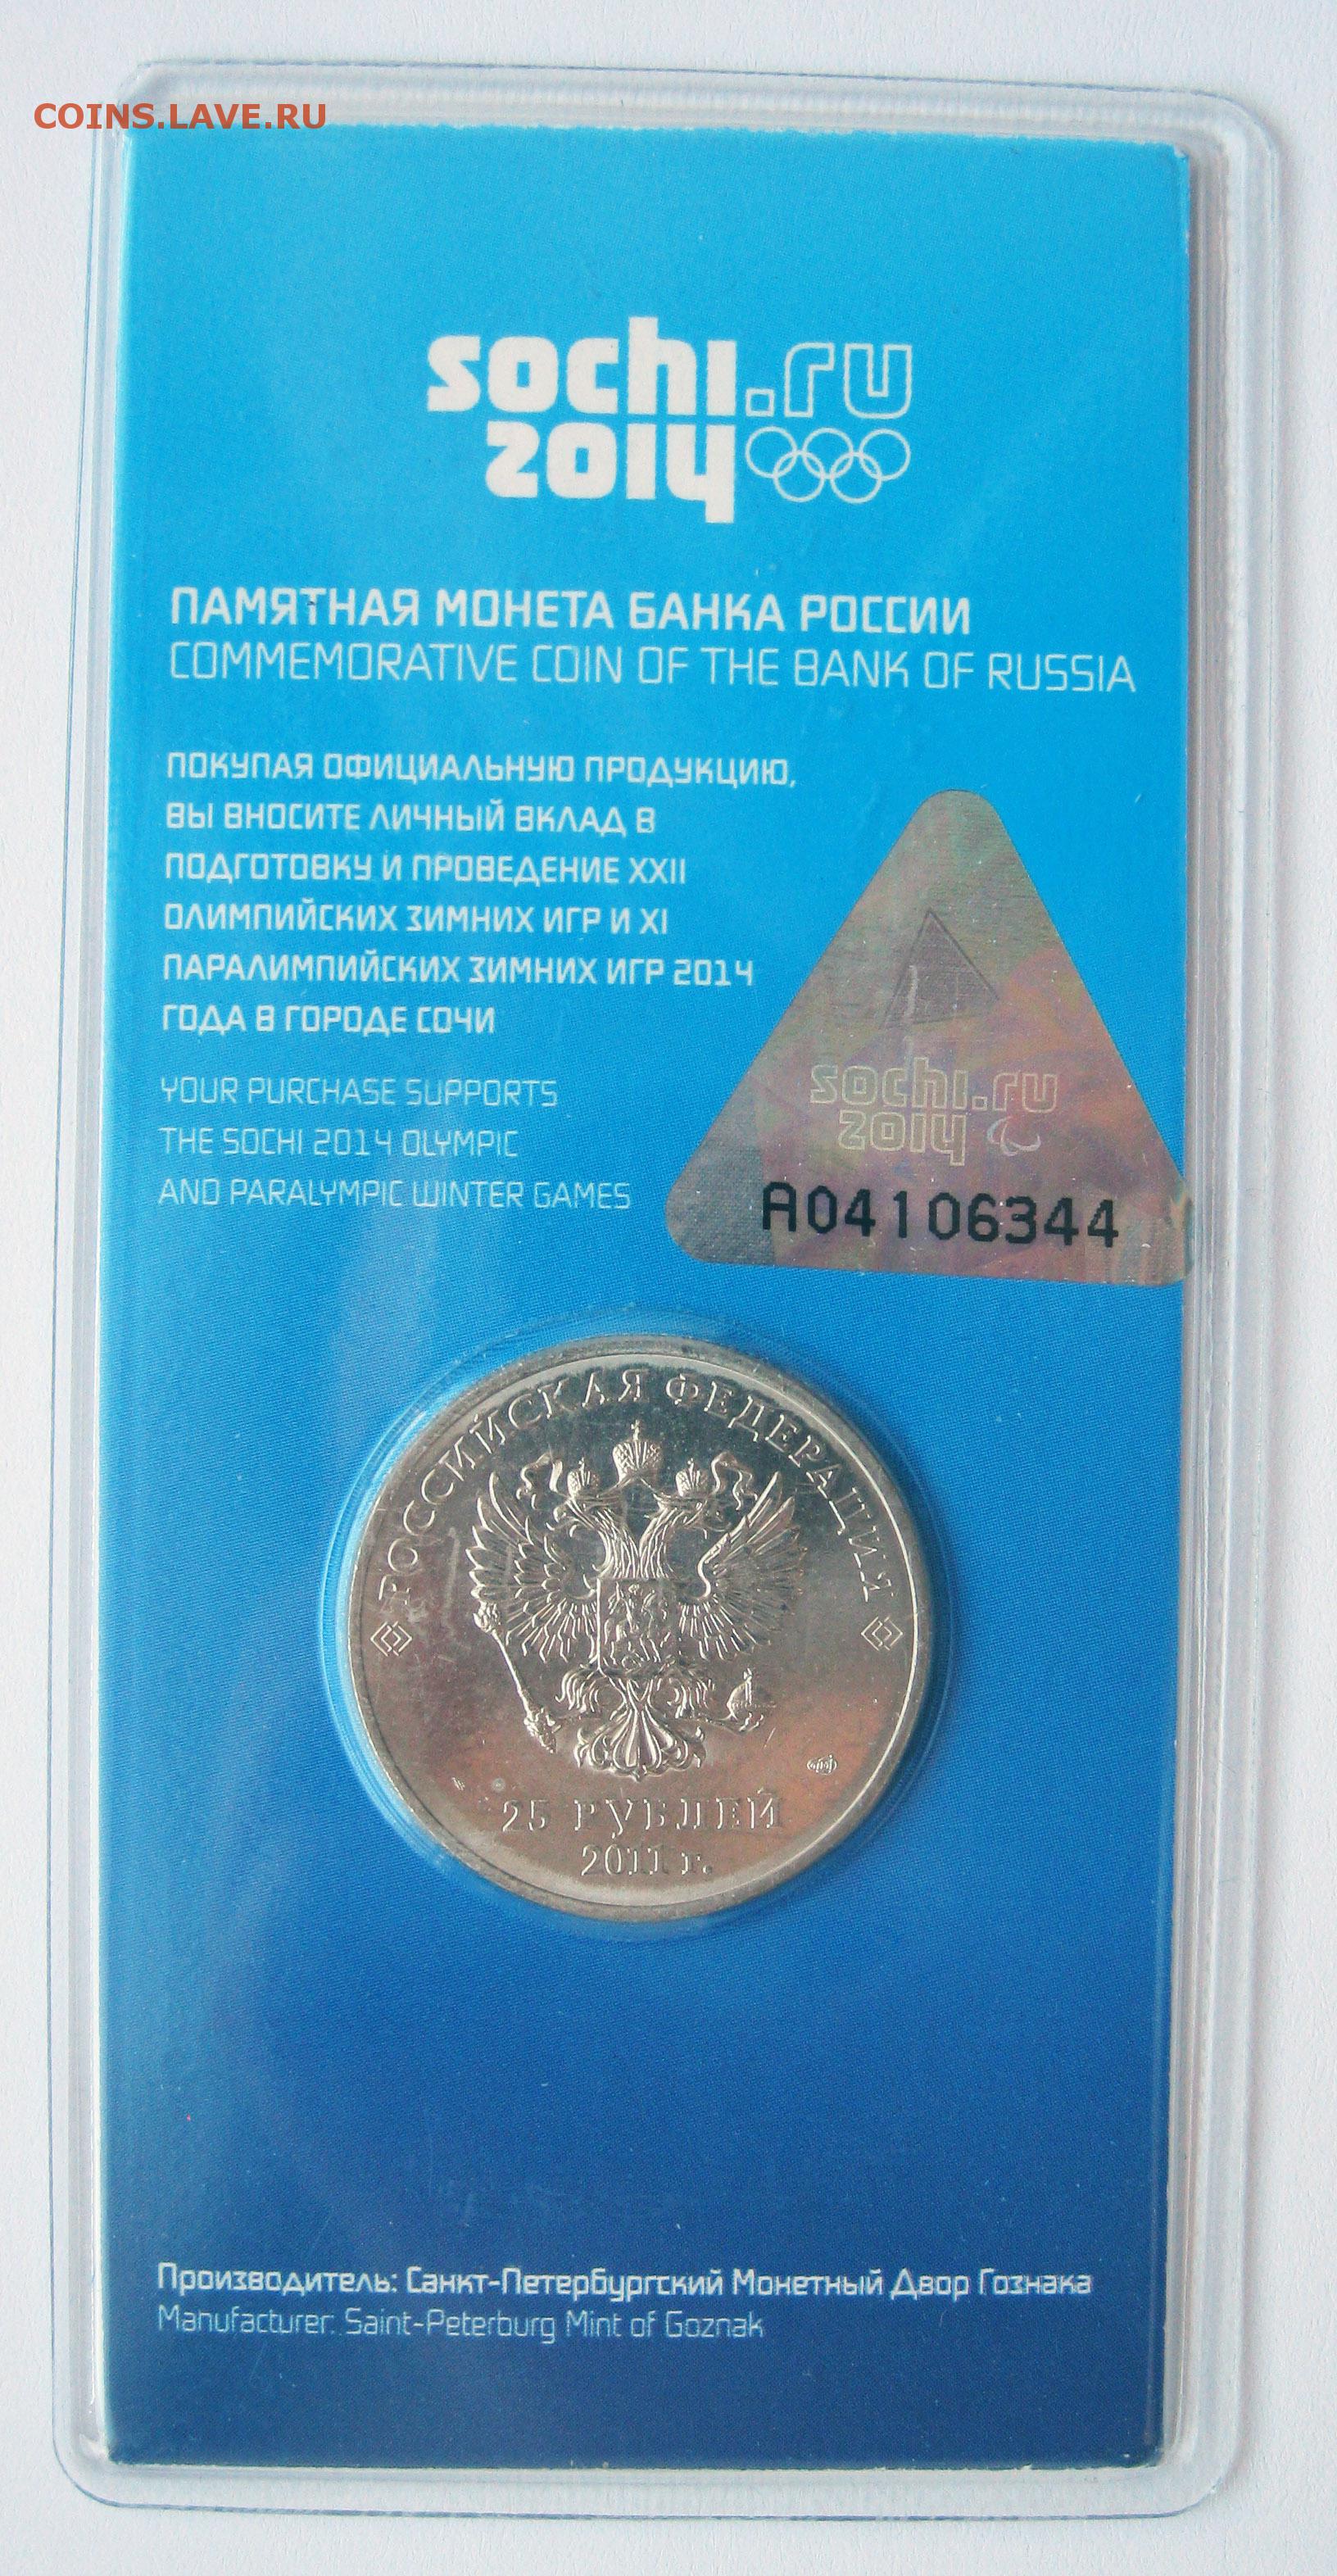 COINS.LAVE.RU
sochi.ru
2014
ПАМЯТНАЯ МОНЕТА БАНКА РОССИИ
COMMEMORATIVE COIN OF THE BANK OF RUSSIA
ПОКУПАЯ ОФИЦИАЛЬНУЮ ПРОДУКЦИЮ,
ВЫ ВНОСИТЕ ЛИЧНЫЙ ВКЛАД В
ПОДГОТОВКУ И ПРОВЕДЕНИЕ XXII
ОЛИМПИЙСКИХ ЗИМНИХ ИГР И XI
ПАРАЛИМПИЙСКИХ ЗИМНИХ ИГР 2014
ГОДА В ГОРОДЕ СОЧИ
YOUR PURCHASE SUPPORTS
THE SOCHI 2014 OLYMPIC
AND PARALYMPIC WINTER GAMES
sochi.ru
2014
A04106344
РОССИЙСКАЯ ФЕДЕРАЦИЯ
25 РУБЛЕЙ
2011 г.
Производитель: Санкт-Петербургский Монетный Двор Гознака
Manufacturer: Saint-Peterburg Mint of Goznak